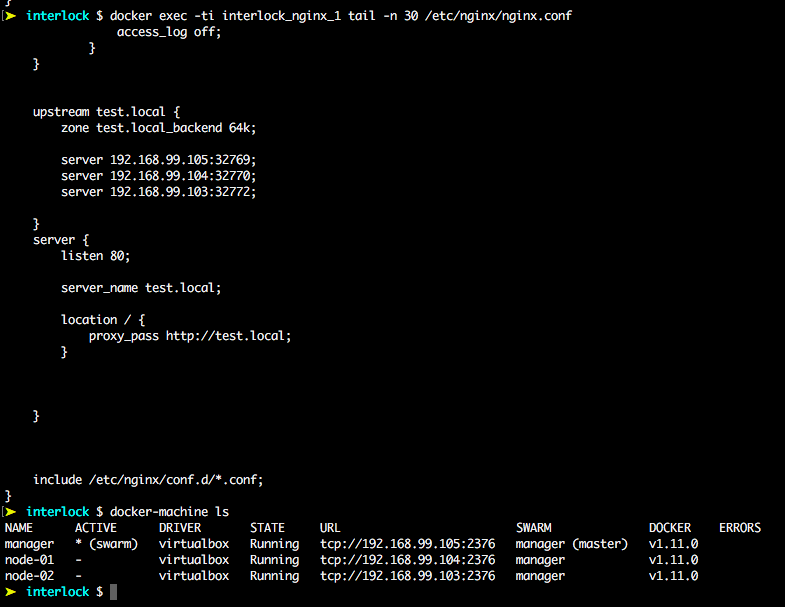 }
➤ interlock $ docker exec -ti interlock_nginx_1 tail -n 30 /etc/nginx/nginx.conf
access_log off;
}
}
upstream test.local {
zone test.local_backend 64k;
server 192.168.99.105:32769;
server 192.168.99.104:32770;
server 192.168.99.103:32772;
}
server {
listen 80;
server_name test.local;
location / {
proxy_pass http://test.local;
}
}
include /etc/nginx/conf.d/*.conf;
}
➤ interlock $ docker-machine ls
NAME ACTIVE DRIVER STATE URL SWARM DOCKER ERRORS
manager * (swarm) virtualbox Running tcp://192.168.99.105:2376 manager (master) v1.11.0
node-01 - virtualbox Running tcp://192.168.99.104:2376 manager v1.11.0
node-02 - virtualbox Running tcp://192.168.99.103:2376 manager v1.11.0
➤ interlock $